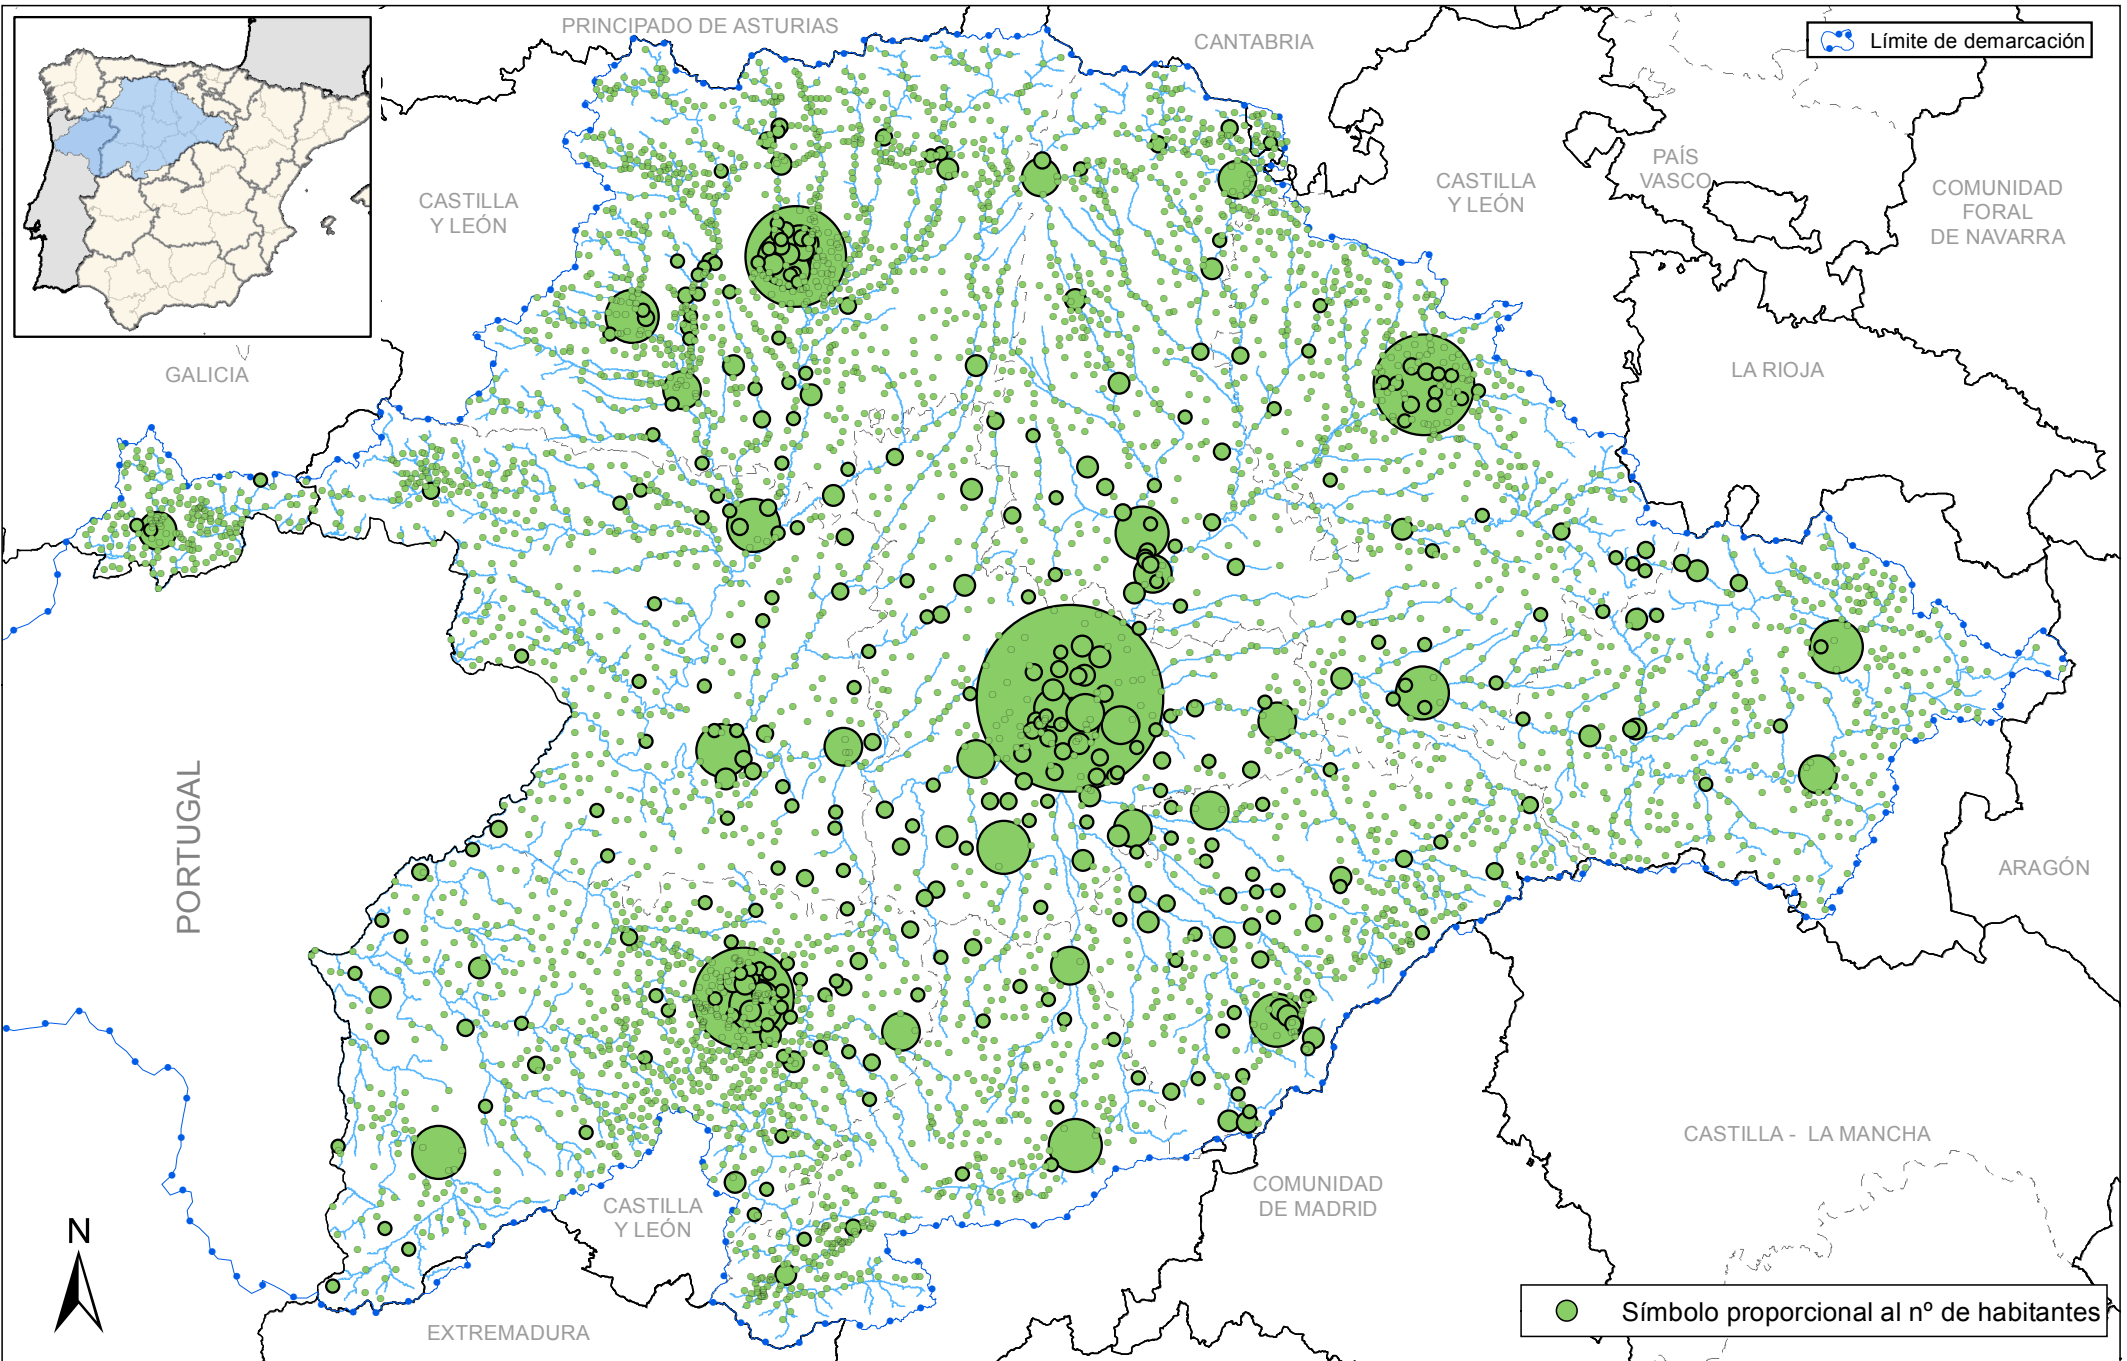 PRINCIPADO DE ASTURIAS
CANTABRIA
Límite de demarcación
PAÍS
VASCO
CASTILLA
Y LEÓN
COMUNIDAD
FORAL
DE NAVARRA
CASTILLA
Y LEÓN
GALICIA
LA RIOJA
PORTUGAL
ARAGÓN
CASTILLA - LA MANCHA
COMUNIDAD
DE MADRID
CASTILLA
Y LEÓN
N
EXTREMADURA
Símbolo proporcional al nº de habitantes